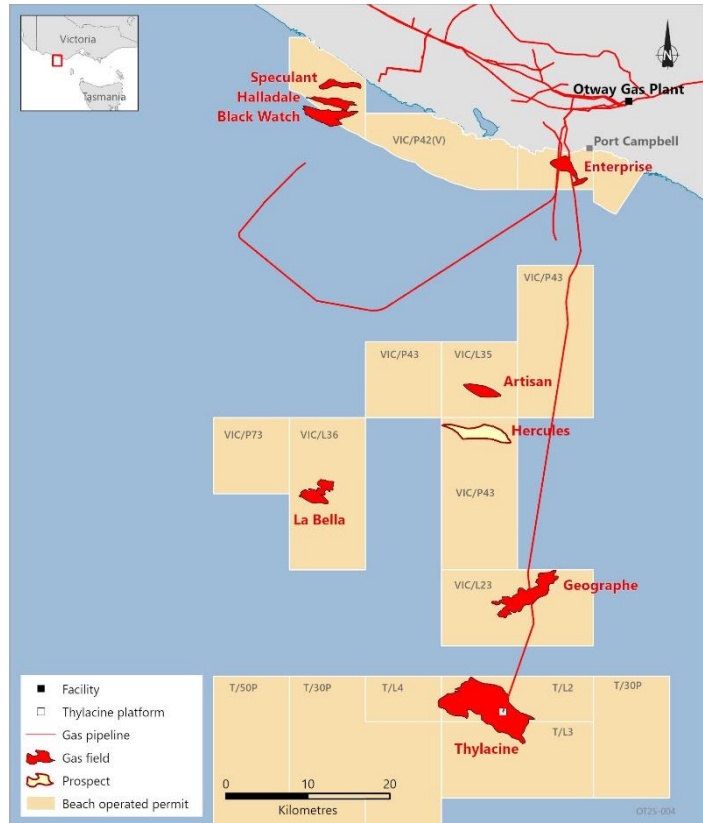 Victoria
Tasmania
Speculant
Halladale
Black Watch
Otway Gas Plant
Port Campbell
VIC/P42(V)
Enterprise
VIC/P43
VIC/P43
VIC/L35
Artisan
Hercules
VIC/P73
VIC/L36
VIC/P43
La Bella
VIC/L23
Geographe
T/50P
T/30P
T/L4
T/L2
T/30P
T/L3
Thylacine
Facility
Thylacine platform
Gas pipeline
Gas field
Prospect
Beach operated permit
0 10 20
Kilometres
OT25-004